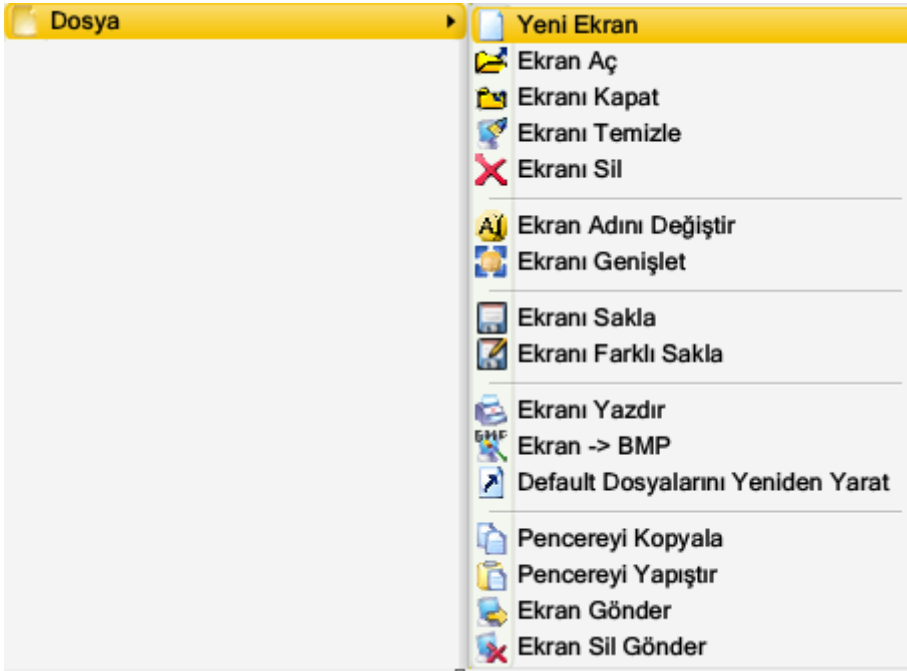 Dosya
Yeni Ekran
Ekran Aç
Ekranı Kapat
Ekranı Temizle
Ekranı Sil
Ekran Adını Değiştir
Ekranı Genişlet
Ekranı Sakla
Ekranı Farklı Sakla
Ekranı Yazdır
BMP
Ekran -> BMP
Default Dosyalarını Yeniden Yarat
Pencereyi Kopyala
Pencereyi Yapıştır
Ekran Gönder
Ekran Sil Gönder